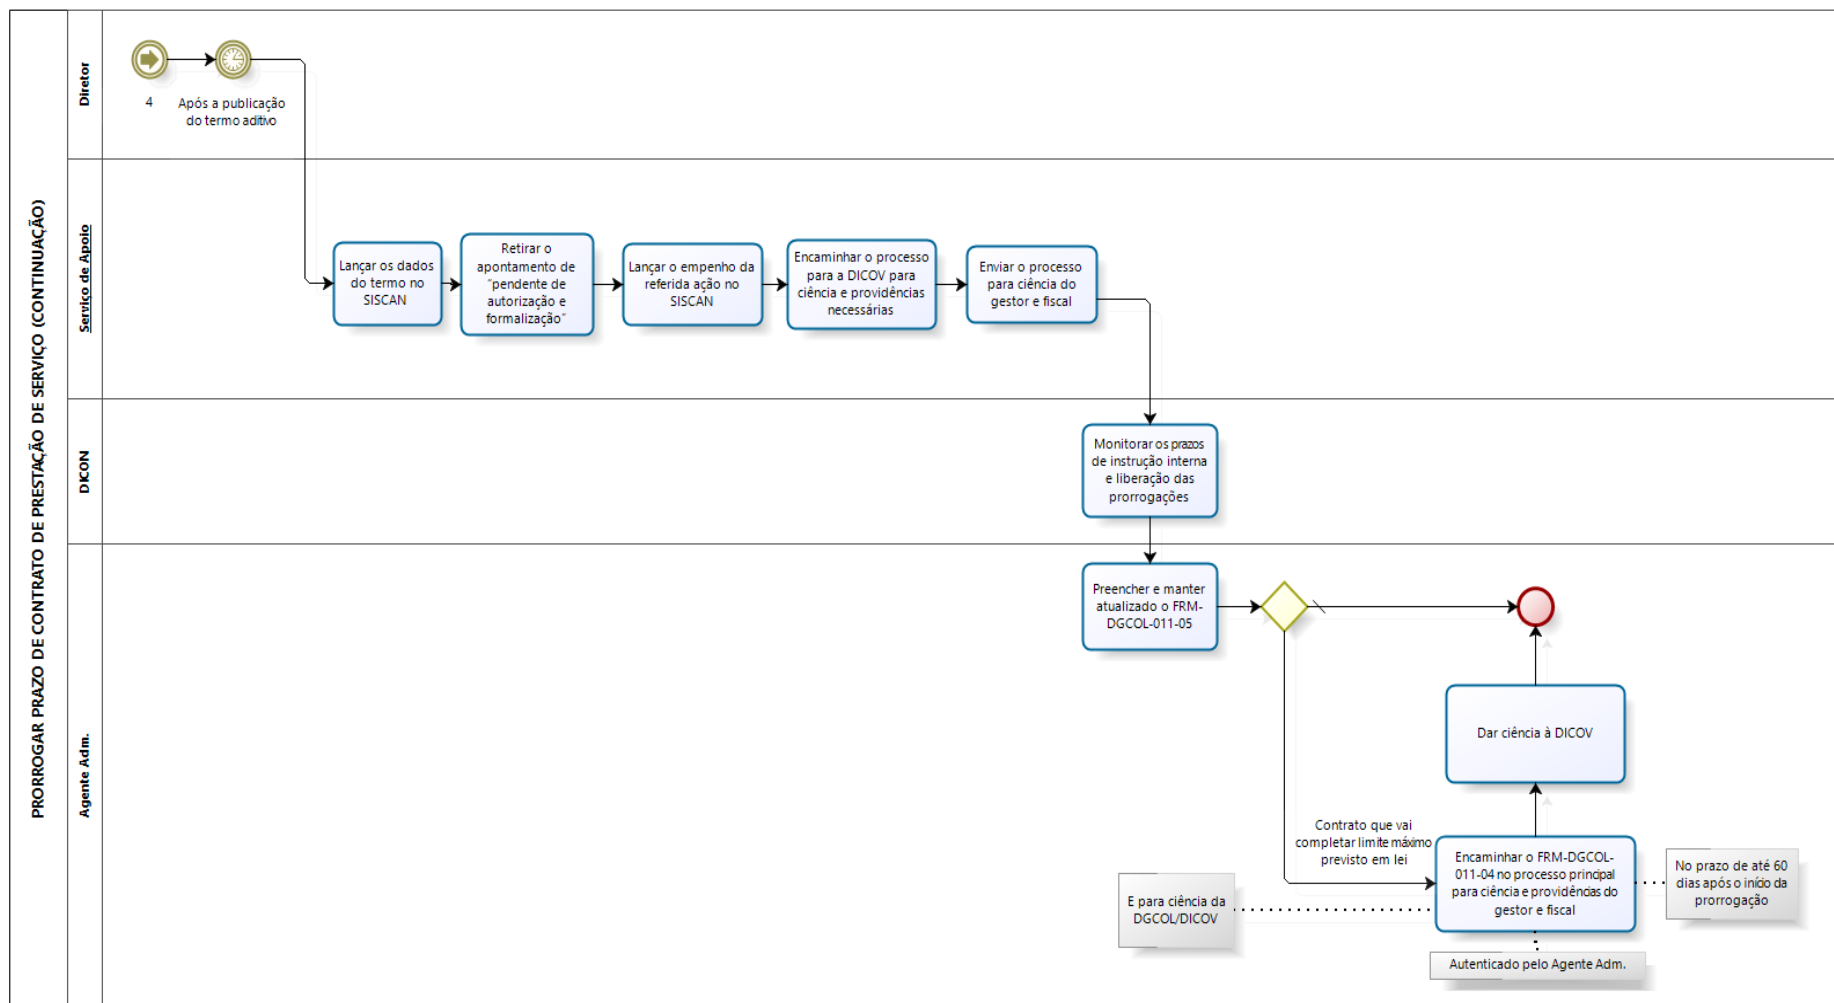 PRORROGAR PRAZO DE CONTRATO DE PRESTAÇÃO DE SERVIÇO (CONTINUAÇÃO)
Diretor
4
Após a publicação
do termo aditivo
Serviço de Apoio
Lançar os dados
do termo no
SISCAN
Retirar o
apontamento de
“pendente de
autorização e
formalização”
Lançar o empenho da
referida ação no
SISCAN
Encaminhar o processo
para a DICOV para
ciência e providências
necessárias
Enviar o processo
para ciência do
gestor e fiscal
DICON
Monitorar os prazos
de instrução interna
e liberação das
prorrogações
Agente Adm.
Preencher e manter
atualizado o FRM-
DGCOL-011-05
Dar ciência à DICOV
Contrato que vai
completar limite máximo
previsto em lei
Encaminhar o FRM-DGCOL-
011-04 no processo principal
para ciência e providências do
gestor e fiscal
No prazo de até 60
dias após o início da
prorrogação
E para ciência da
DGCOL/DICOV
Autenticado pelo Agente Adm.